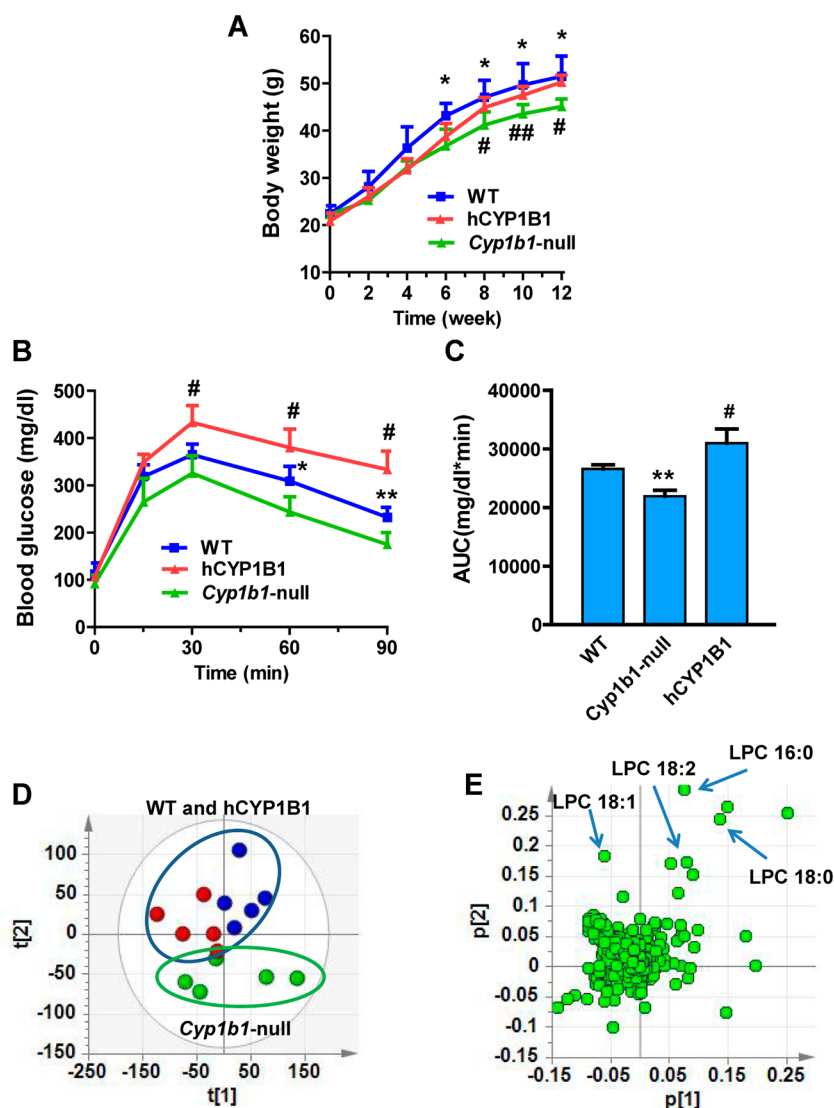 A
Body weight (g)
60
50
40
30
20
10
* * * *
# ## #
WT
hCYP1B1
Cyp1b1-null
0 2 4 6 8 10 12
Time (week)
B
Blood glucose (mg/dl)
500
400
300
200
100
0
# # #
*
**
WT
hCYP1B1
Cyp1b1-null
0 30 60 90
Time (min)
C
AUC(mg/dl*min)
40000
30000
20000
10000
0
**
#
WT
Cyp1b1-null
hCYP1B1
D
WT and hCYP1B1
t[2]
100
50
0
-50
-100
-150
Cyp1b1-null
-250 -150 -50 50 150
t[1]
E
LPC 16:0
LPC 18:2
LPC 18:1
LPC 18:0
p[2]
0.25
0.2
0.15
0.1
0.05
0
-0.05
-0.1
-0.15
-0.15 -0.05 0.05 0.15 0.25
p[1]